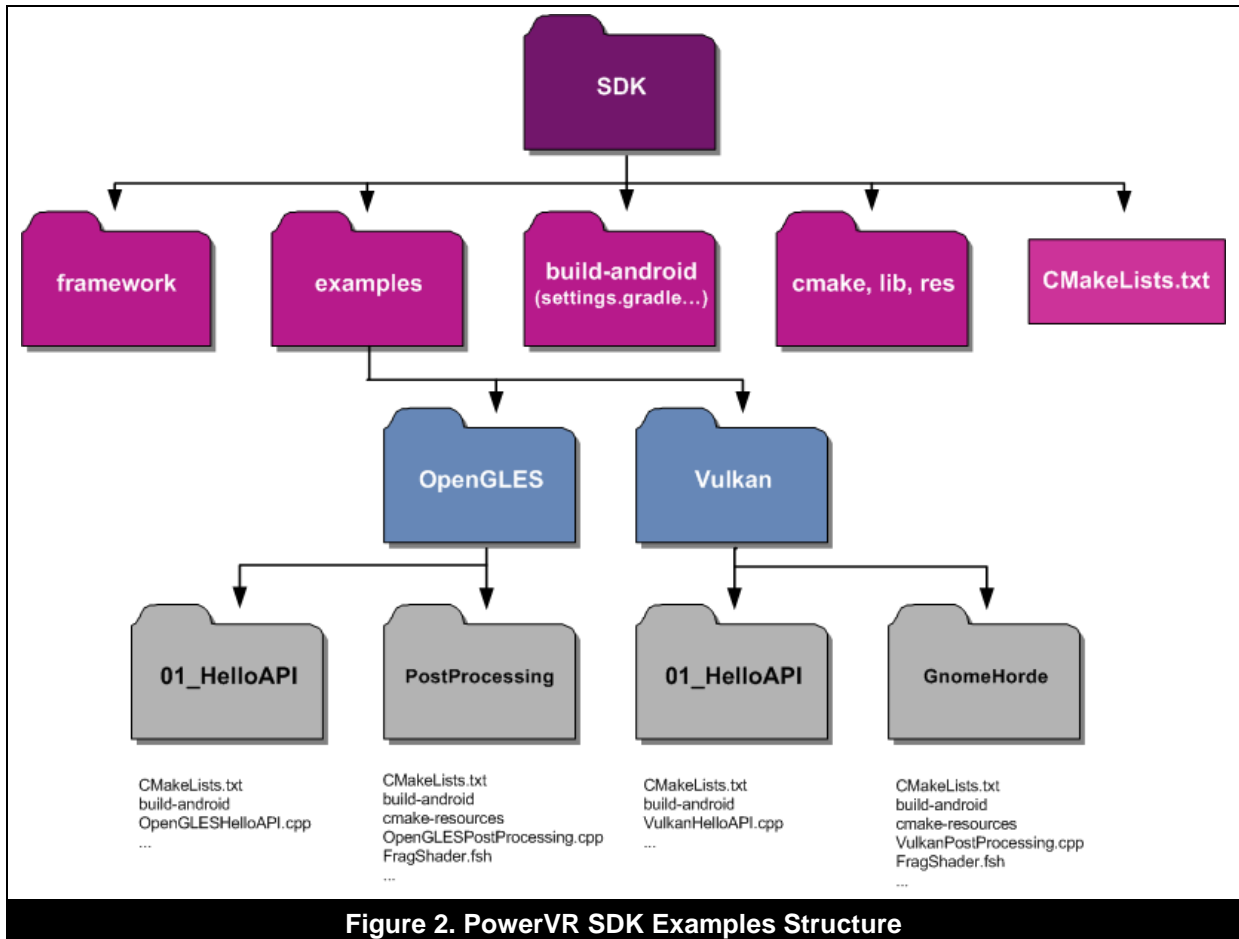 SDK
framework
examples
build-android
(settings.gradle...)
cmake, lib, res
CMakeLists.txt
OpenGLES
Vulkan
01_HelloAPI
PostProcessing
01_HelloAPI
GnomeHorde
CMakeLists.txt
build-android
OpenGLESHelloAPI.cpp
...
CMakeLists.txt
build-android
cmake-resources
OpenGLESPostProcessing.cpp
FragShader.fsh
...
CMakeLists.txt
build-android
VulkanHelloAPI.cpp
...
CMakeLists.txt
build-android
cmake-resources
VulkanPostProcessing.cpp
FragShader.fsh
...
Figure 2. PowerVR SDK Examples Structure